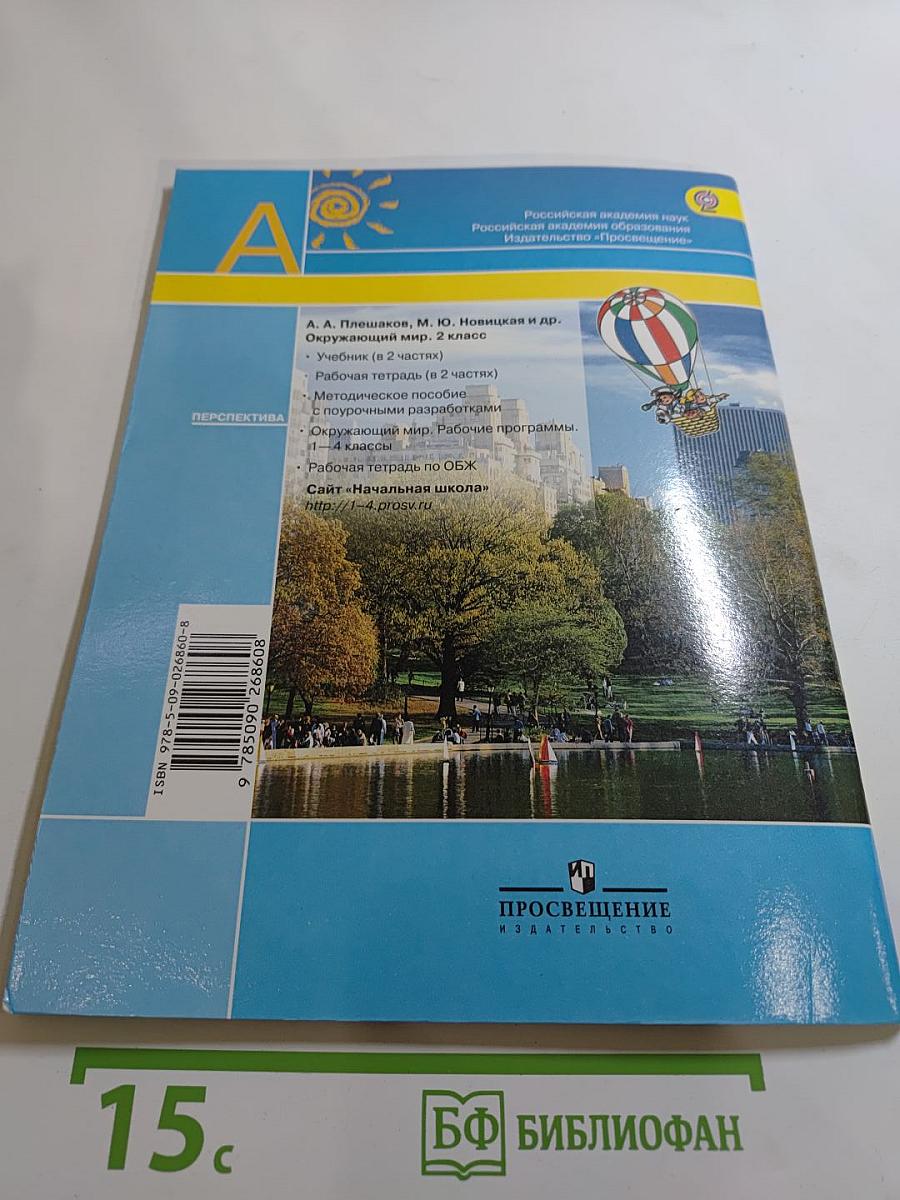 А
Российская академия наук
Российская академия образования
Издательство «Просвещение»
А. А. Плешаков, М. Ю. Новицкая и др.
Окружающий мир. 2 класс
• Учебник (в 2 частях)
• Рабочая тетрадь (в 2 частях)
• Методическое пособие
с поурочными разработками
• Окружающий мир. Рабочие программы.
1—4 классы
• Рабочая тетрадь по ОБЖ
Сайт «Начальная школа»
http://1-4.prosv.ru
ПЕРСПЕКТИВА
ISBN 978-5-09-026860-8
9 785090 268608
ИП
ПРОСВЕЩЕНИЕ
ИЗДАТЕЛЬСТВО
15 с
БФ БИБЛИОФАН